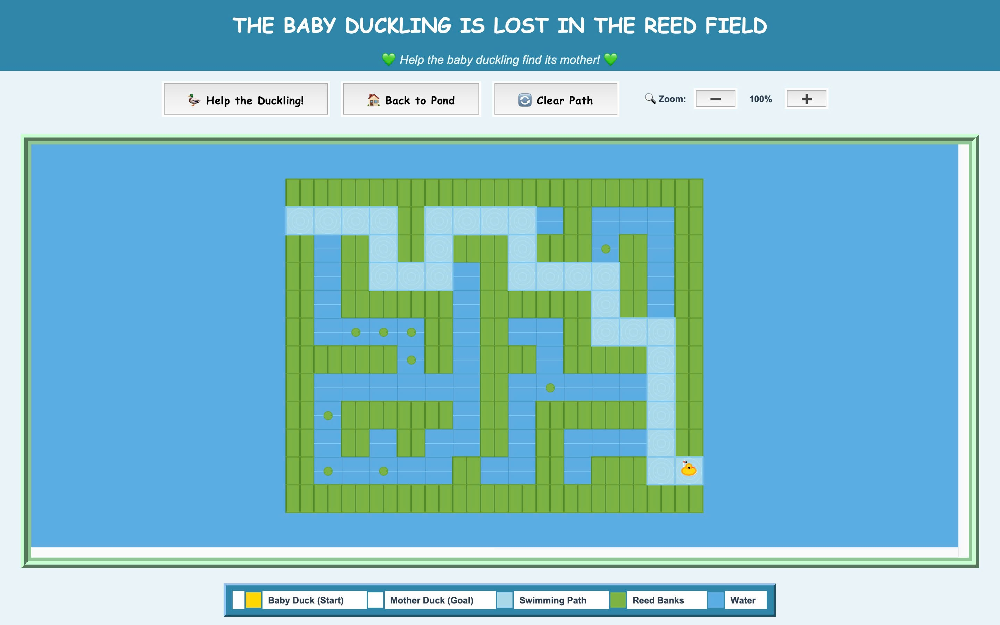 THE BABY DUCKLING IS LOST IN THE REED FIELD
💚 Help the baby duckling find its mother! 💚
🦆 Help the Duckling!
🏠 Back to Pond
🔄 Clear Path
🔍 Zoom:
−
100%
+
Baby Duck (Start)
Mother Duck (Goal)
Swimming Path
Reed Banks
Water